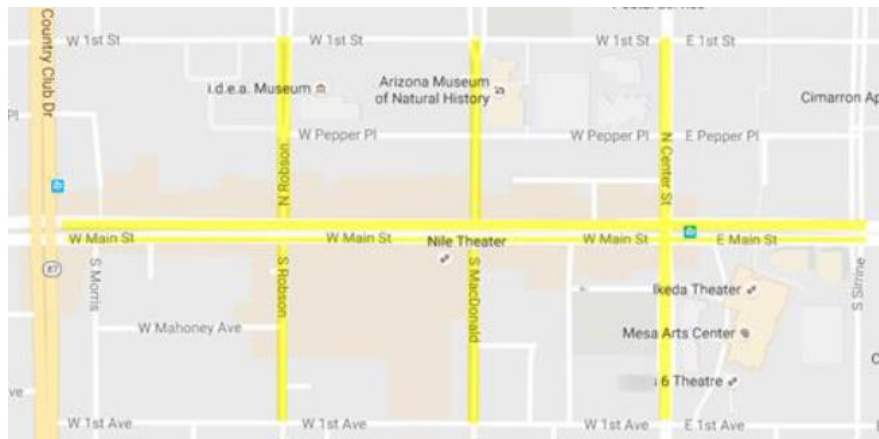 Country Club Dr
W 1st St
W 1st St
W 1st St
E 1st St
i.d.e.a. Museum
Arizona Museum
of Natural History
Cimarron Ap
Pl
W Pepper Pl
W Pepper Pl
E Pepper Pl
N Robson
N Center St
W Main St
W Main St
Nile Theater
W Main St
E Main St
87
S Morris
S Robson
S MacDonald
S Sirrine
Ikeda Theater
W Mahoney Ave
Mesa Arts Center
C
6 Theatre
ve
W 1st Ave
W 1st Ave
W 1st Ave
E 1st Ave